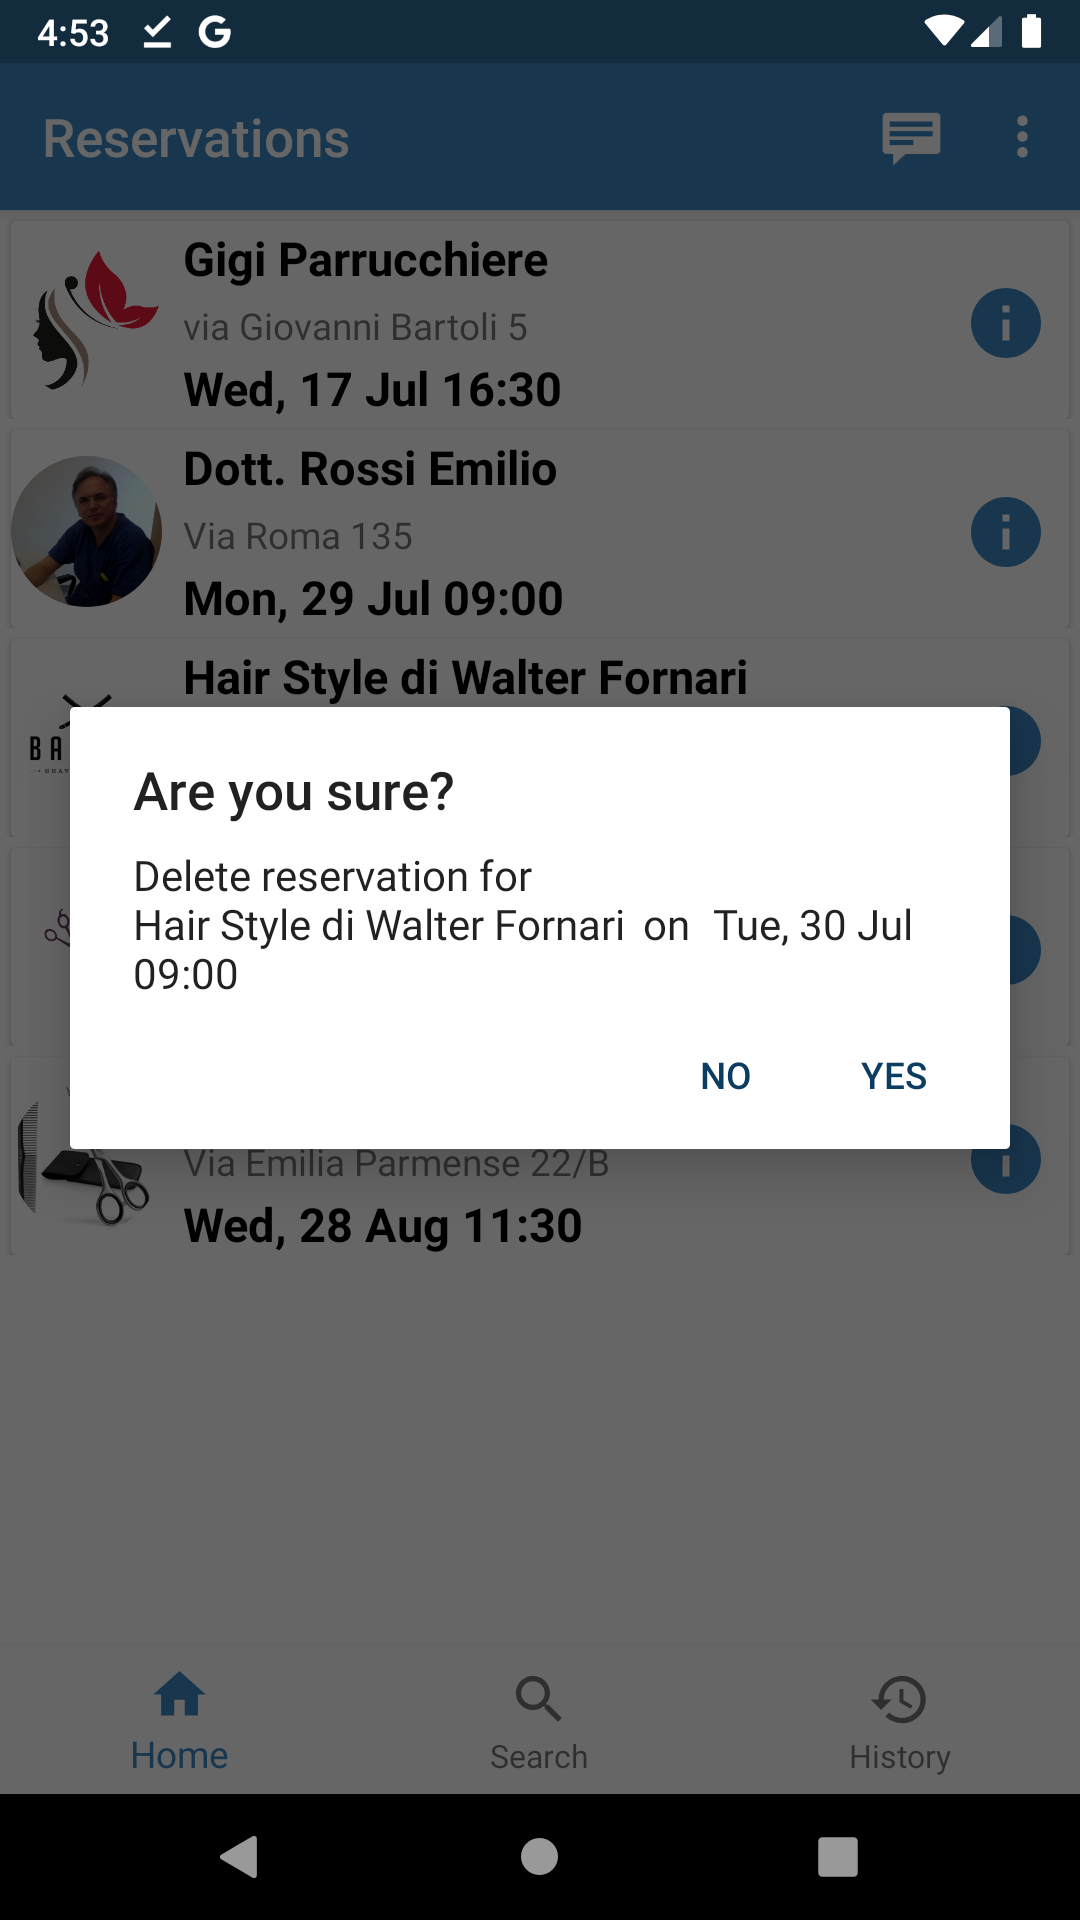 4:53
Reservations
Gigi Parrucchiere
via Giovanni Bartoli 5
Wed, 17 Jul 16:30
Dott. Rossi Emilio
Via Roma 135
Mon, 29 Jul 09:00
Hair Style di Walter Fornari
BA
SHAV
Are you sure?
Delete reservation for
Hair Style di Walter Fornari on Tue, 30 Jul
09:00
NO YES
Via Emilia Parmense 22/B
Wed, 28 Aug 11:30
Home Search History